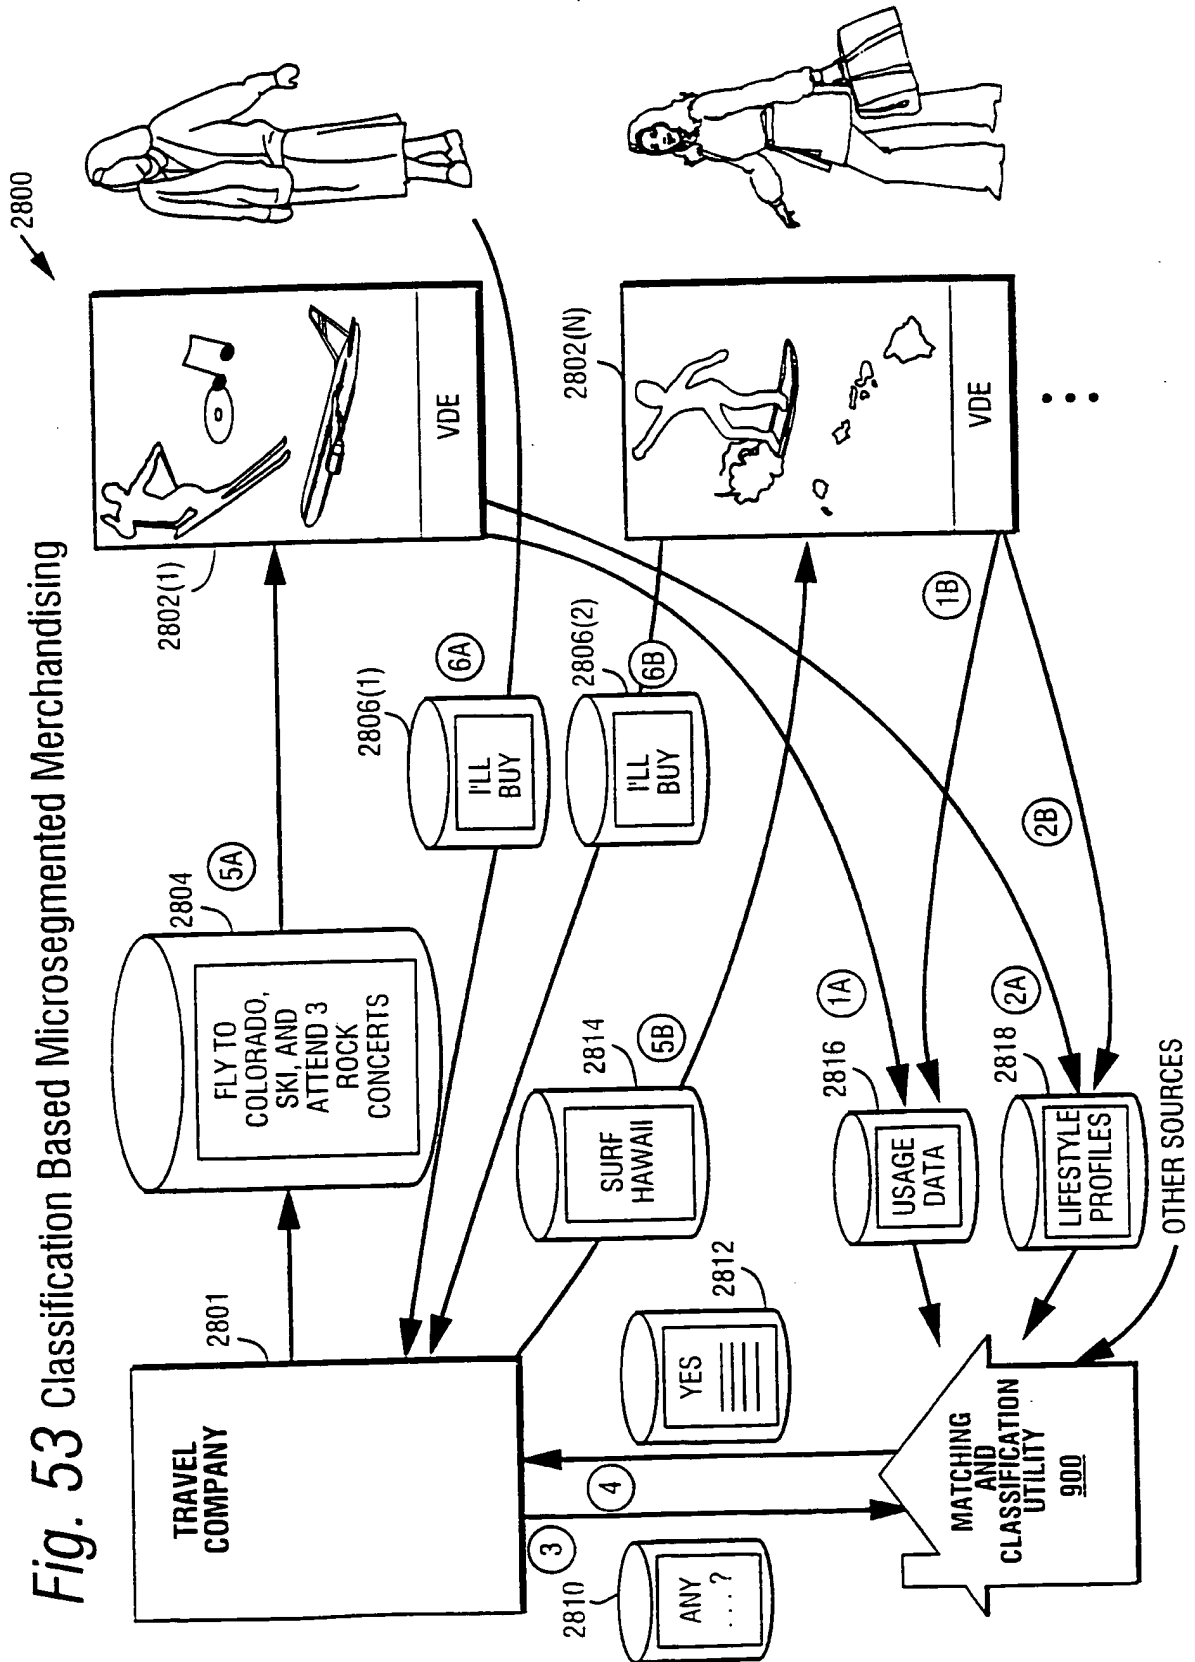 Fig. 53 Classification Based Microsegmented Merchandising
2800
TRAVEL
COMPANY
2801
FLY TO
COLORADO,
SKI, AND
ATTEND 3
ROCK
CONCERTS
2804
5A
2802(1)
VDE
I'LL
BUY
2806(1)
6A
I'LL
BUY
2806(2)
6B
SURF
HAWAII
2814
5B
2802(N)
VDE
. . .
ANY
....?
2810
3
4
YES
2812
USAGE
DATA
2816
1A
1B
LIFESTYLE
PROFILES
2818
2A
2B
MATCHING
AND
CLASSIFICATION
UTILITY
900
OTHER SOURCES